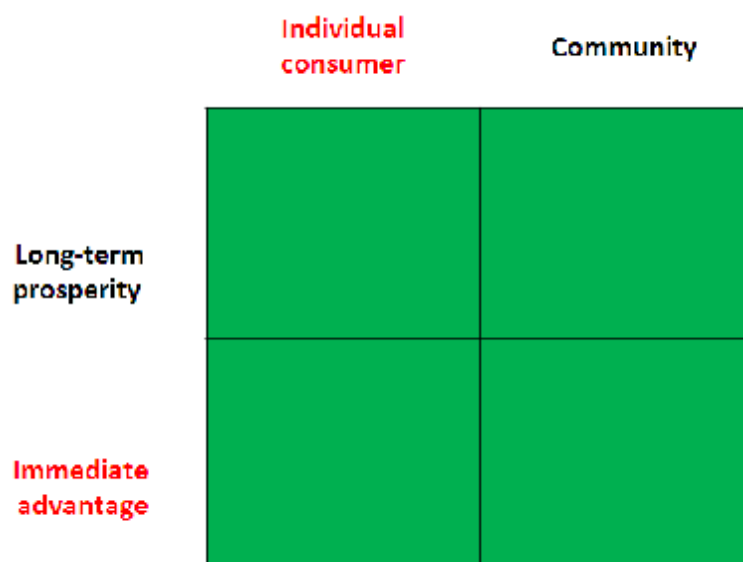 Individual
consumer
Community
Long-term
prosperity
Immediate
advantage